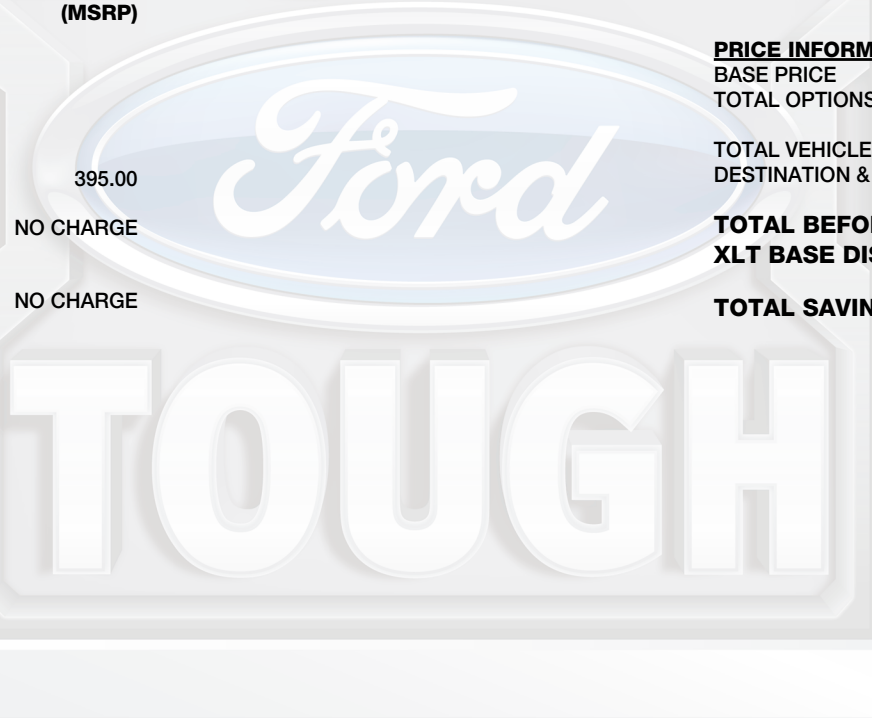 (MSRP)
395.00
NO CHARGE
NO CHARGE
PRICE INFORM
BASE PRICE
TOTAL OPTIONS
TOTAL VEHICLE
DESTINATION &
TOTAL BEFO
XLT BASE DIS
TOTAL SAVIN
Ford
TOUGH